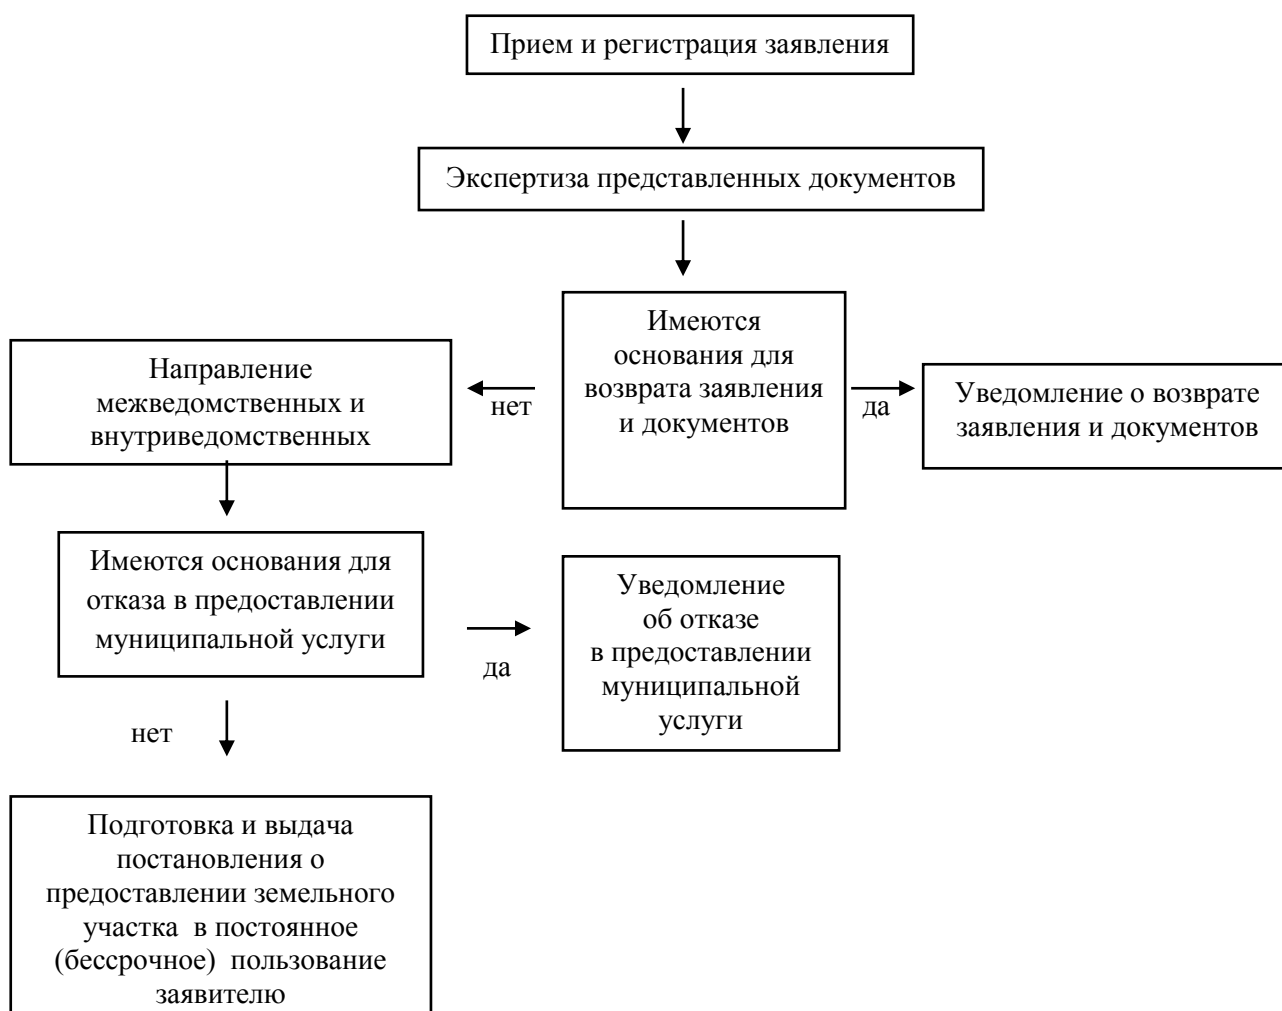 Прием и регистрация заявления
Экспертиза представленных документов
Имеются
основания для
возврата заявления
и документов
Направление
межведомственных и
внутриведомственных
нет
да
Уведомление о возврате
заявления и документов
Имеются основания для
отказа в предоставлении
муниципальной услуги
да
Уведомление
об отказе
в предоставлении
муниципальной
услуги
нет
Подготовка и выдача
постановления о
предоставлении земельного
участка в постоянное
(бессрочное) пользование
заявителю